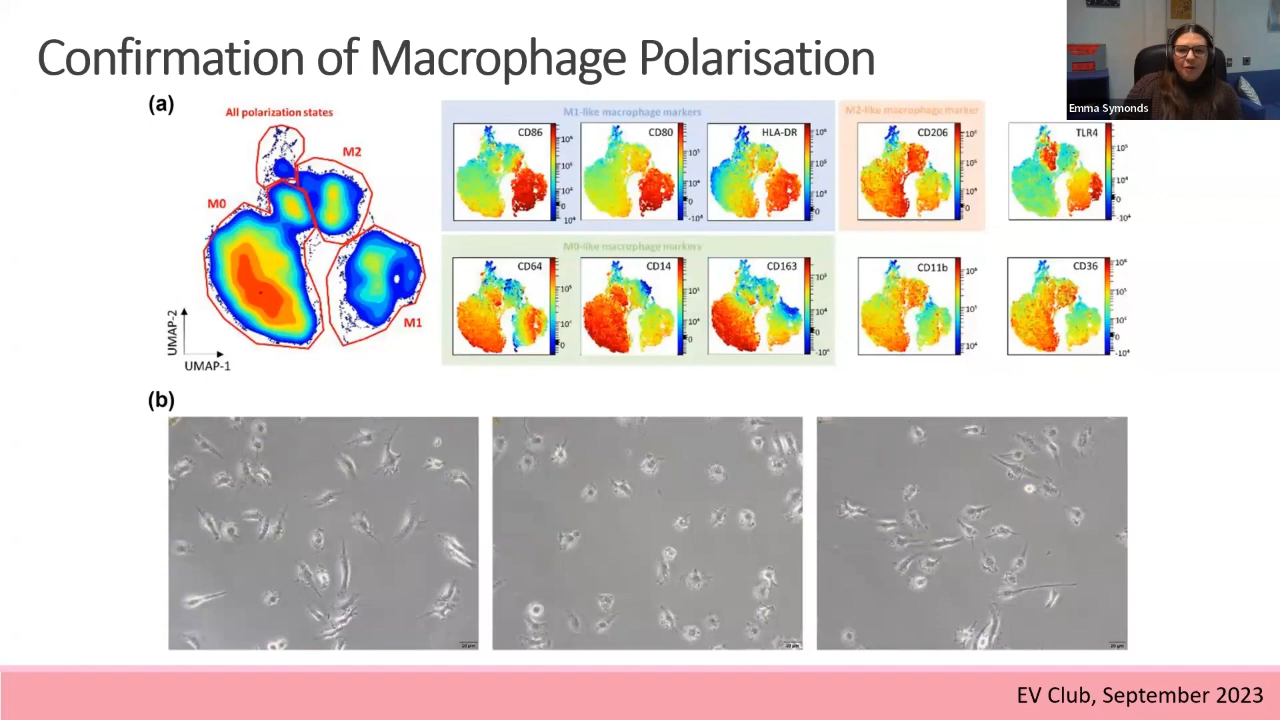 Confirmation of Macrophage Polarisation
Emma Symonds
(a)
All polarization states
M2
M0
M1
UMAP-2
UMAP-1
M1-like macrophage markers
CD86
CD80
HLA-DR
M2-like macrophage marker
CD206
TLR4
M0-like macrophage markers
CD64
CD14
CD163
CD11b
CD36
(b)
EV Club, September 2023